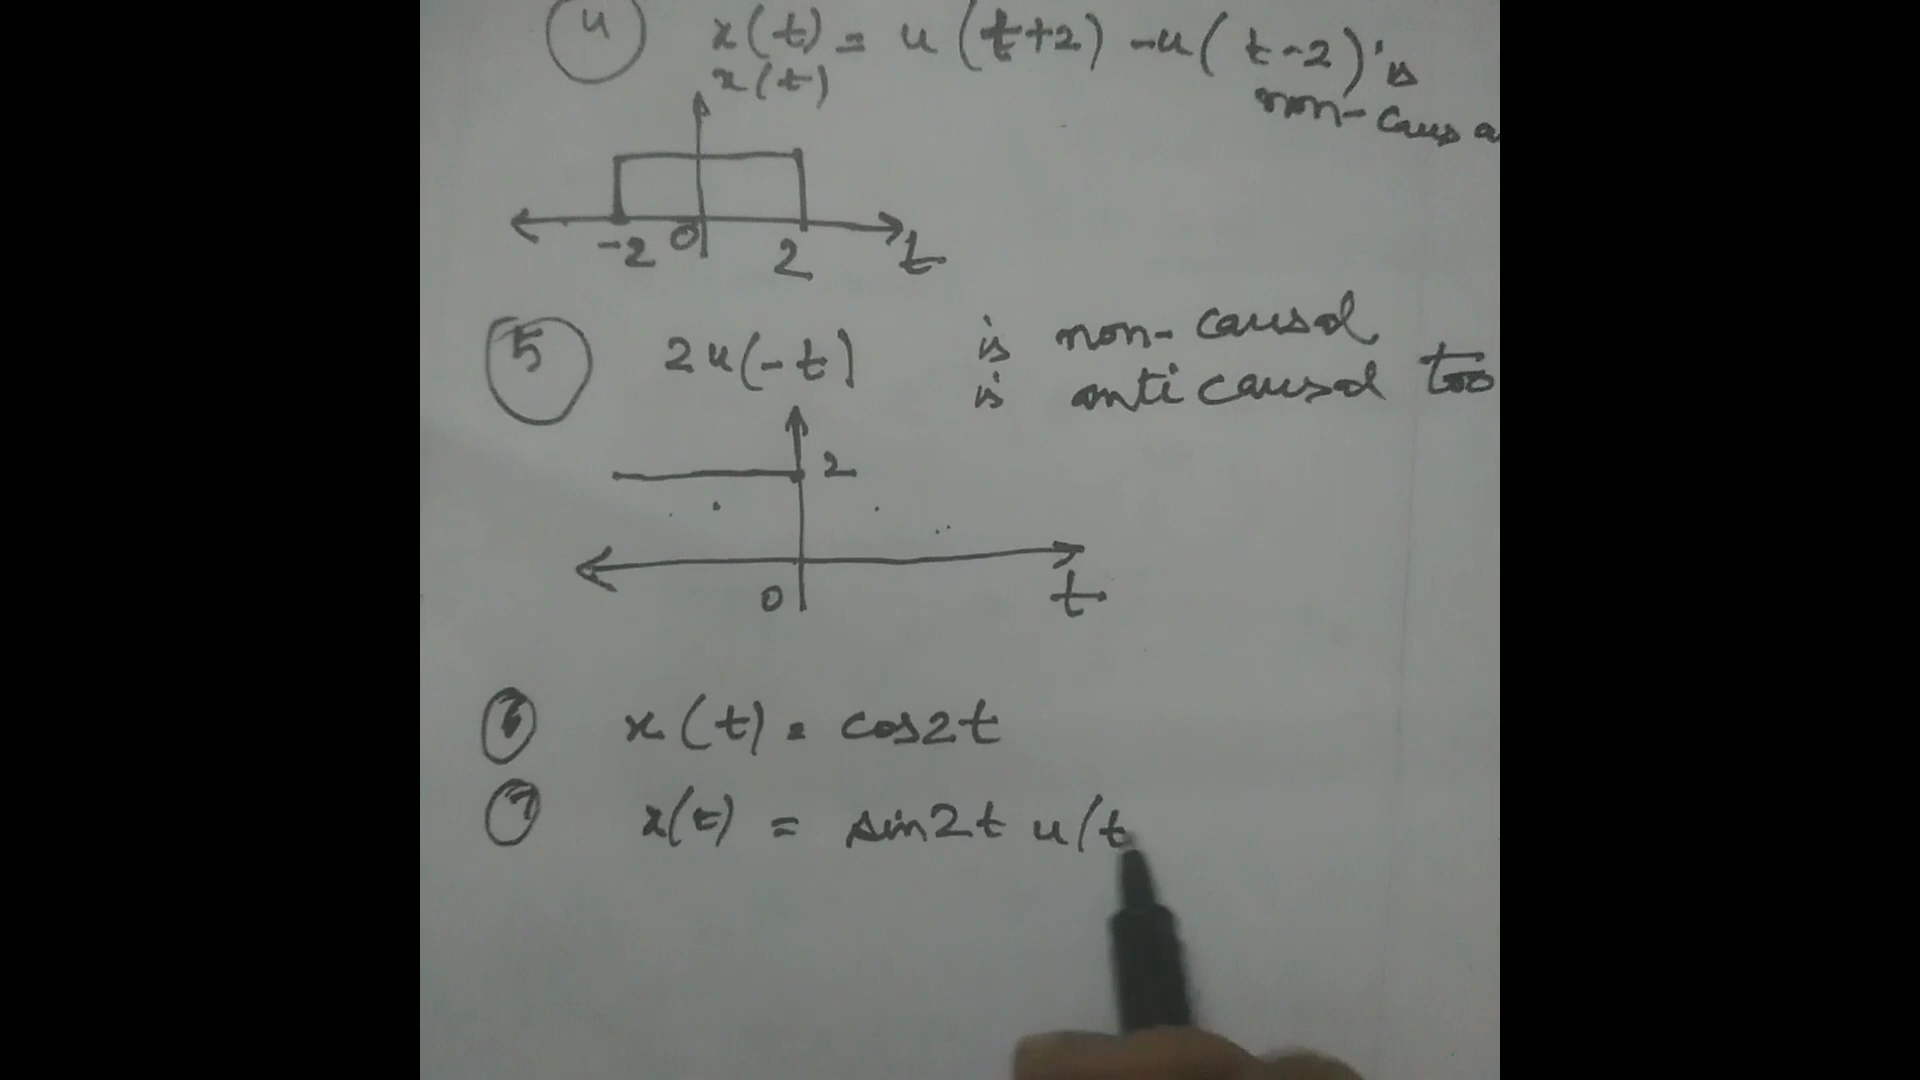 4 x(t) = u(t+2) -u(t-2) is
non-causa
x(t)
-2 0 2 t
5 2u(-t) is non-causal
is anticausal too
2
0 t
6 x(t) = cos2t
7 x(t) = sin2t u(t